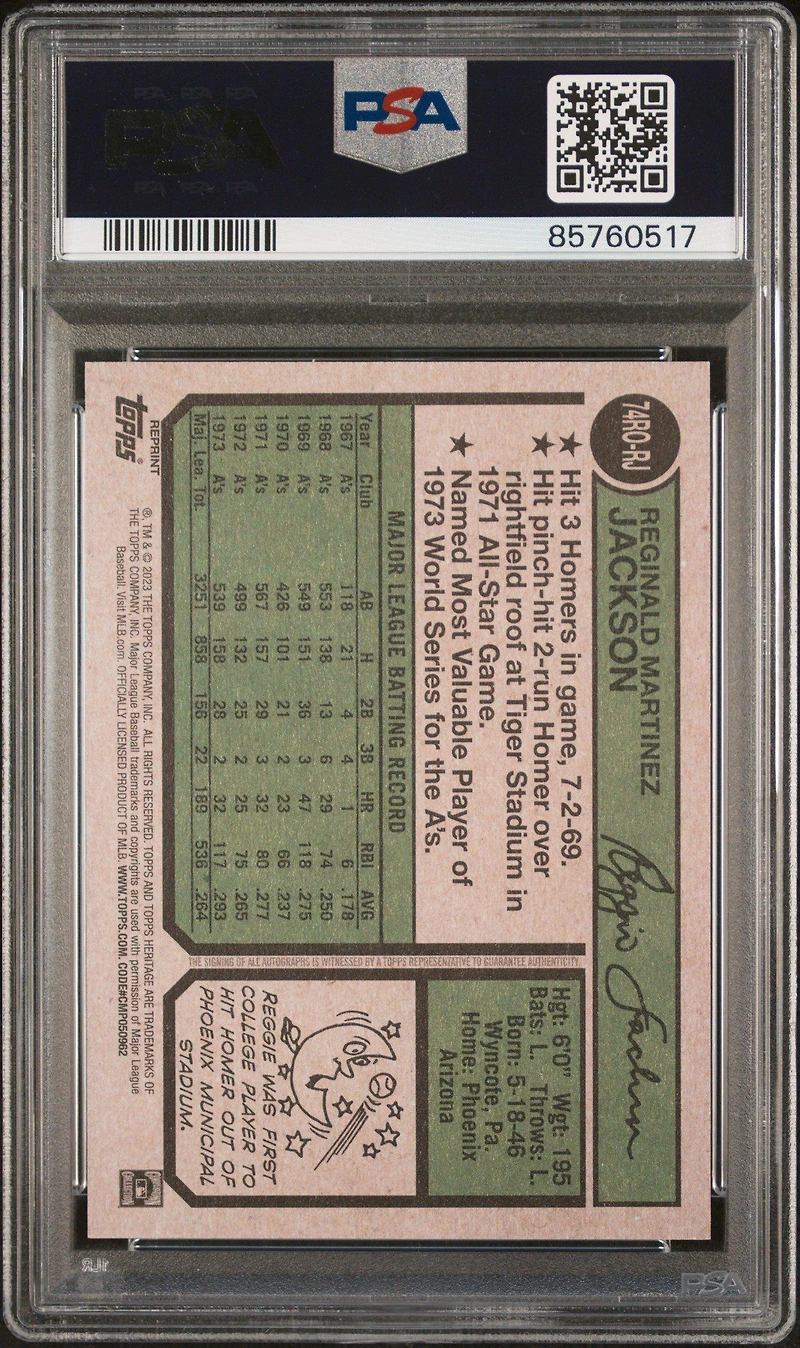 PSA
PSA PSA PSA
PSA
PSA PSA PSA
85760517
74RO-RJ
REGINALD MARTINEZ
JACKSON
Reggie Jackson
★ Hit 3 Homers in game, 7-2-69.
★ Hit pinch-hit 2-run Homer over
rightfield roof at Tiger Stadium in
1971 All-Star Game.
★ Named Most Valuable Player of
1973 World Series for the A's.
Hgt: 6'0" Wgt: 195
Bats: L. Throws: L.
Born: 5-18-46
Wyncote, Pa.
Home: Phoenix
Arizona
MAJOR LEAGUE BATTING RECORD
Year Club AB H 2B 3B HR RBI AVG
1967 A's 118 21 4 4 1 6 .178
1968 A's 553 138 13 6 29 74 .250
1969 A's 549 151 36 3 47 118 .275
1970 A's 426 101 21 2 23 66 .237
1971 A's 567 157 29 3 32 80 .277
1972 A's 499 132 25 2 25 75 .265
1973 A's 539 158 28 2 32 117 .293
Maj. Lea. Tot. 3251 858 156 22 189 536 .264
THE SIGNING OF ALL AUTOGRAPHS IS WITNESSED BY A TOPPS REPRESENTATIVE TO GUARANTEE AUTHENTICITY.
REGGIE WAS FIRST
COLLEGE PLAYER TO
HIT HOMER OUT OF
PHOENIX MUNICIPAL
STADIUM.
REPRINT
topps®
®, TM & © 2023 THE TOPPS COMPANY, INC. ALL RIGHTS RESERVED. TOPPS AND TOPPS HERITAGE ARE TRADEMARKS OF
THE TOPPS COMPANY, INC. Major League Baseball trademarks and copyrights are used with permission of Major League
Baseball. Visit MLB.com. OFFICIALLY LICENSED PRODUCT OF MLB. WWW.TOPPS.COM. CODE#CMP050962
PSA